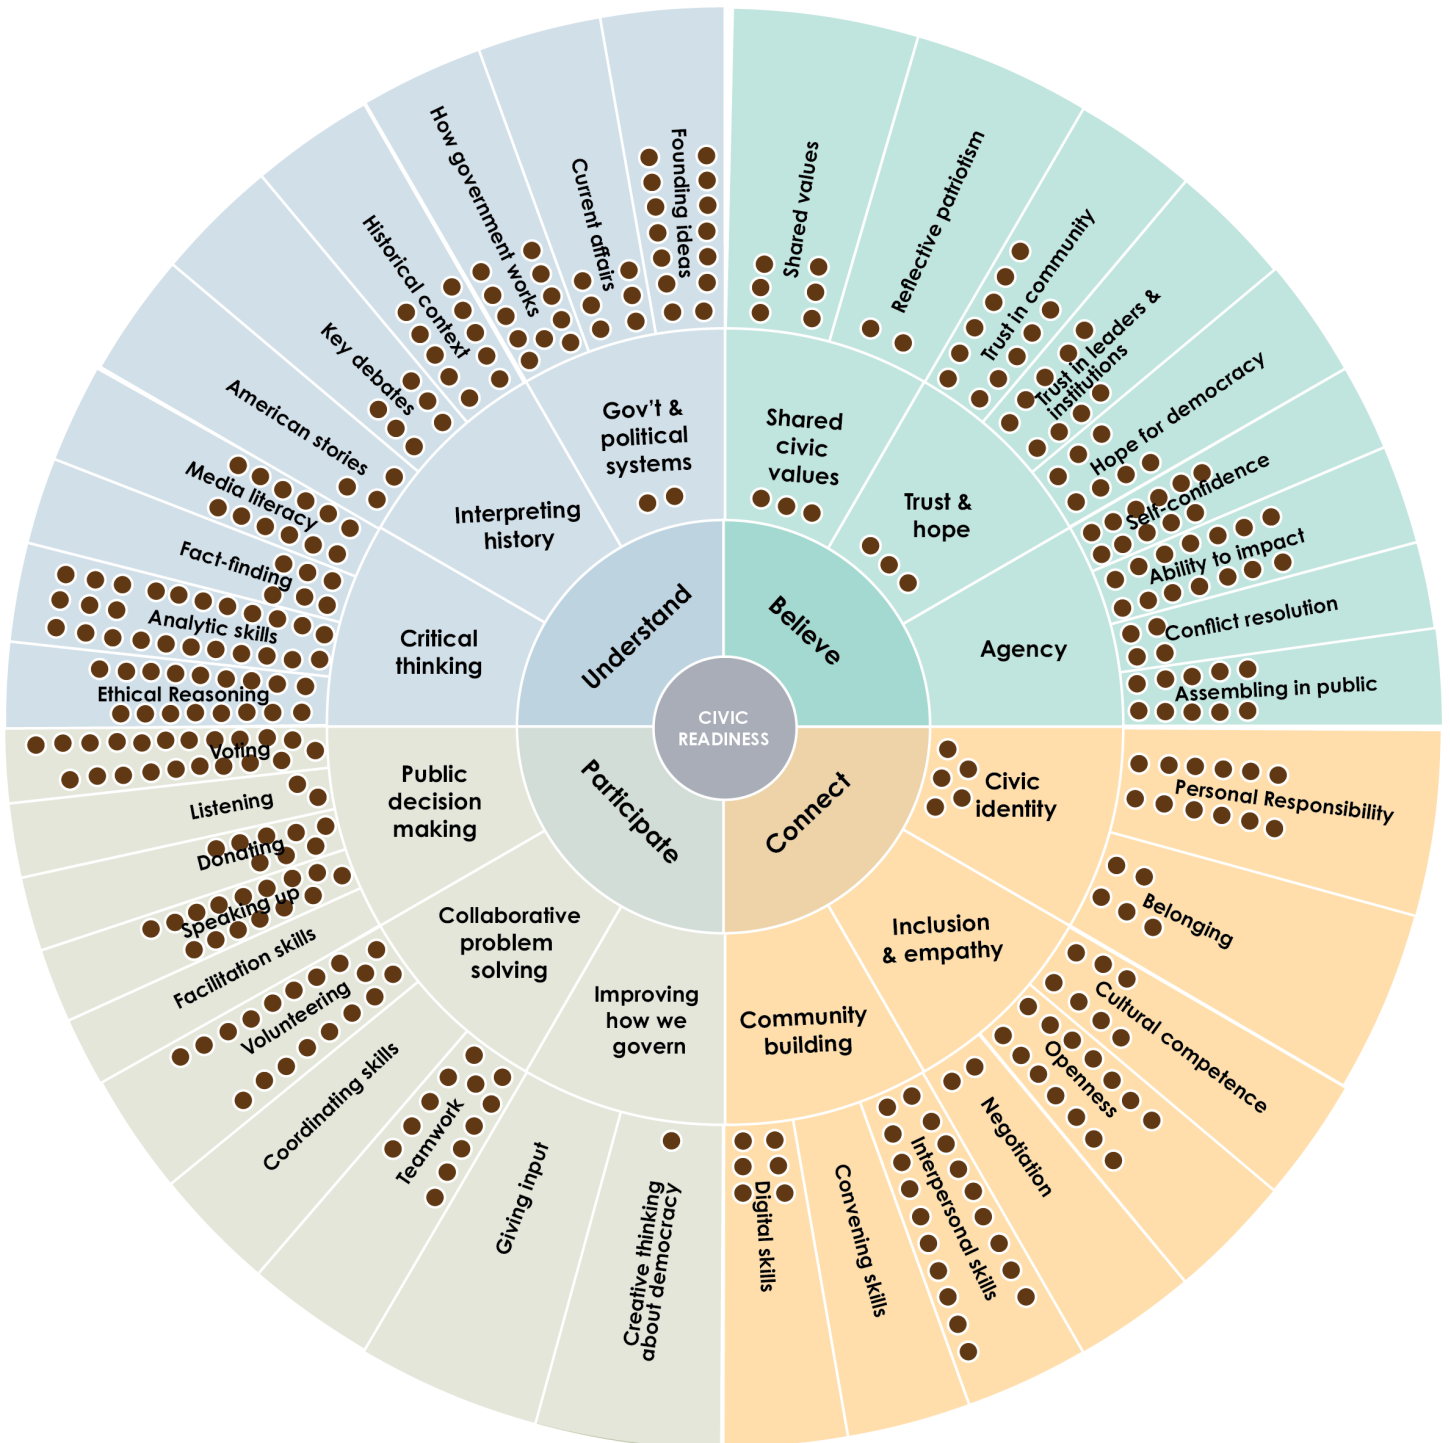 CIVIC
READINESS
Understand
Believe
Connect
Participate
Gov't &
political
systems
Interpreting
history
Critical
thinking
Shared
civic
values
Trust &
hope
Agency
Civic
identity
Inclusion
& empathy
Community
building
Improving
how we
govern
Collaborative
problem
solving
Public
decision
making
Founding ideas
Current affairs
How government works
Historical context
Key debates
American stories
Media literacy
Fact-finding
Analytic skills
Ethical Reasoning
Shared values
Reflective patriotism
Trust in community
Trust in leaders &
institutions
Hope for democracy
Self-confidence
Ability to impact
Conflict resolution
Assembling in public
Personal Responsibility
Belonging
Cultural competence
Openness
Negotiation
Interpersonal skills
Convening skills
Digital skills
Creative thinking
about democracy
Giving input
Teamwork
Coordinating skills
Volunteering
Facilitation skills
Speaking up
Donating
Listening
Voting